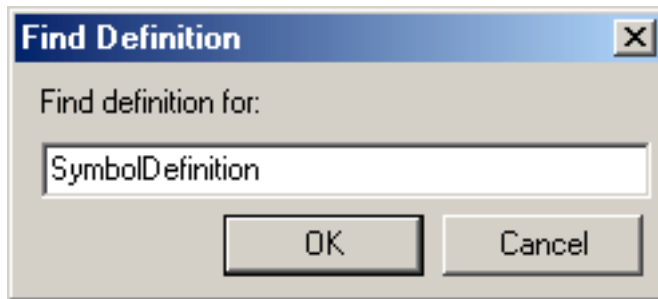 Find Definition
Find definition for:
SymbolDefinition
OK Cancel